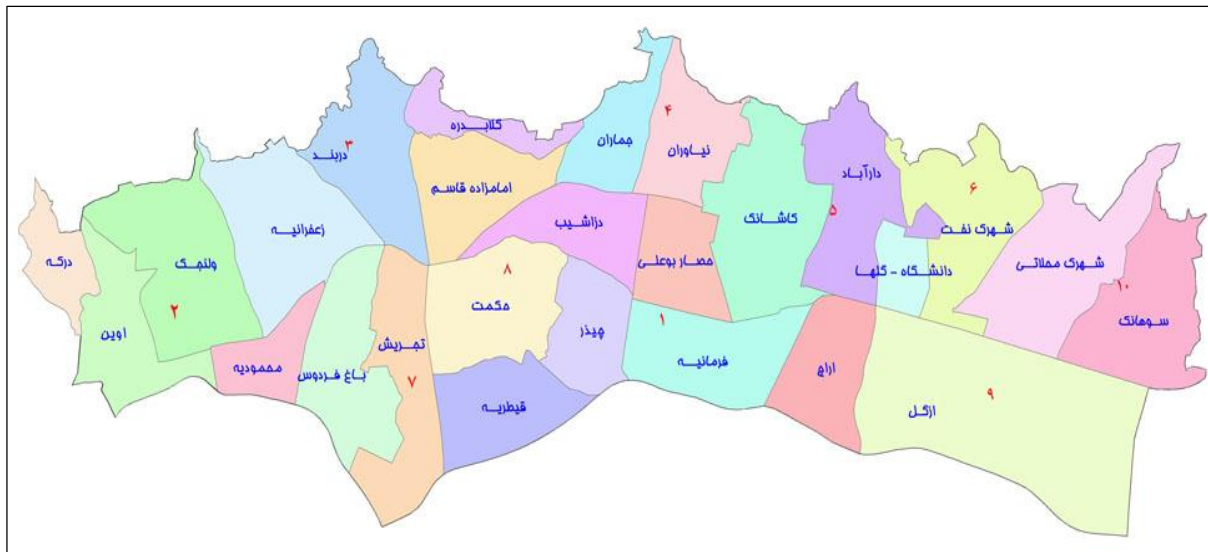 گلابدره
۳
دربند
امامزاده قاسم
جماران
۴
نیاوران
دارآباد
۶
کاشانک
۵
شهرک نفت
دانشگاه - گلها
شهرک محلاتی
۱۰
سوهانک
درکه
ولنجک
زعفرانیه
۲
اوین
محمودیه
باغ فردوس
تجریش
۷
۸
حکمت
دزاشیب
حصار بوعلی
چیذر
قیطریه
۱
فرمانیه
اراج
۹
ازگل